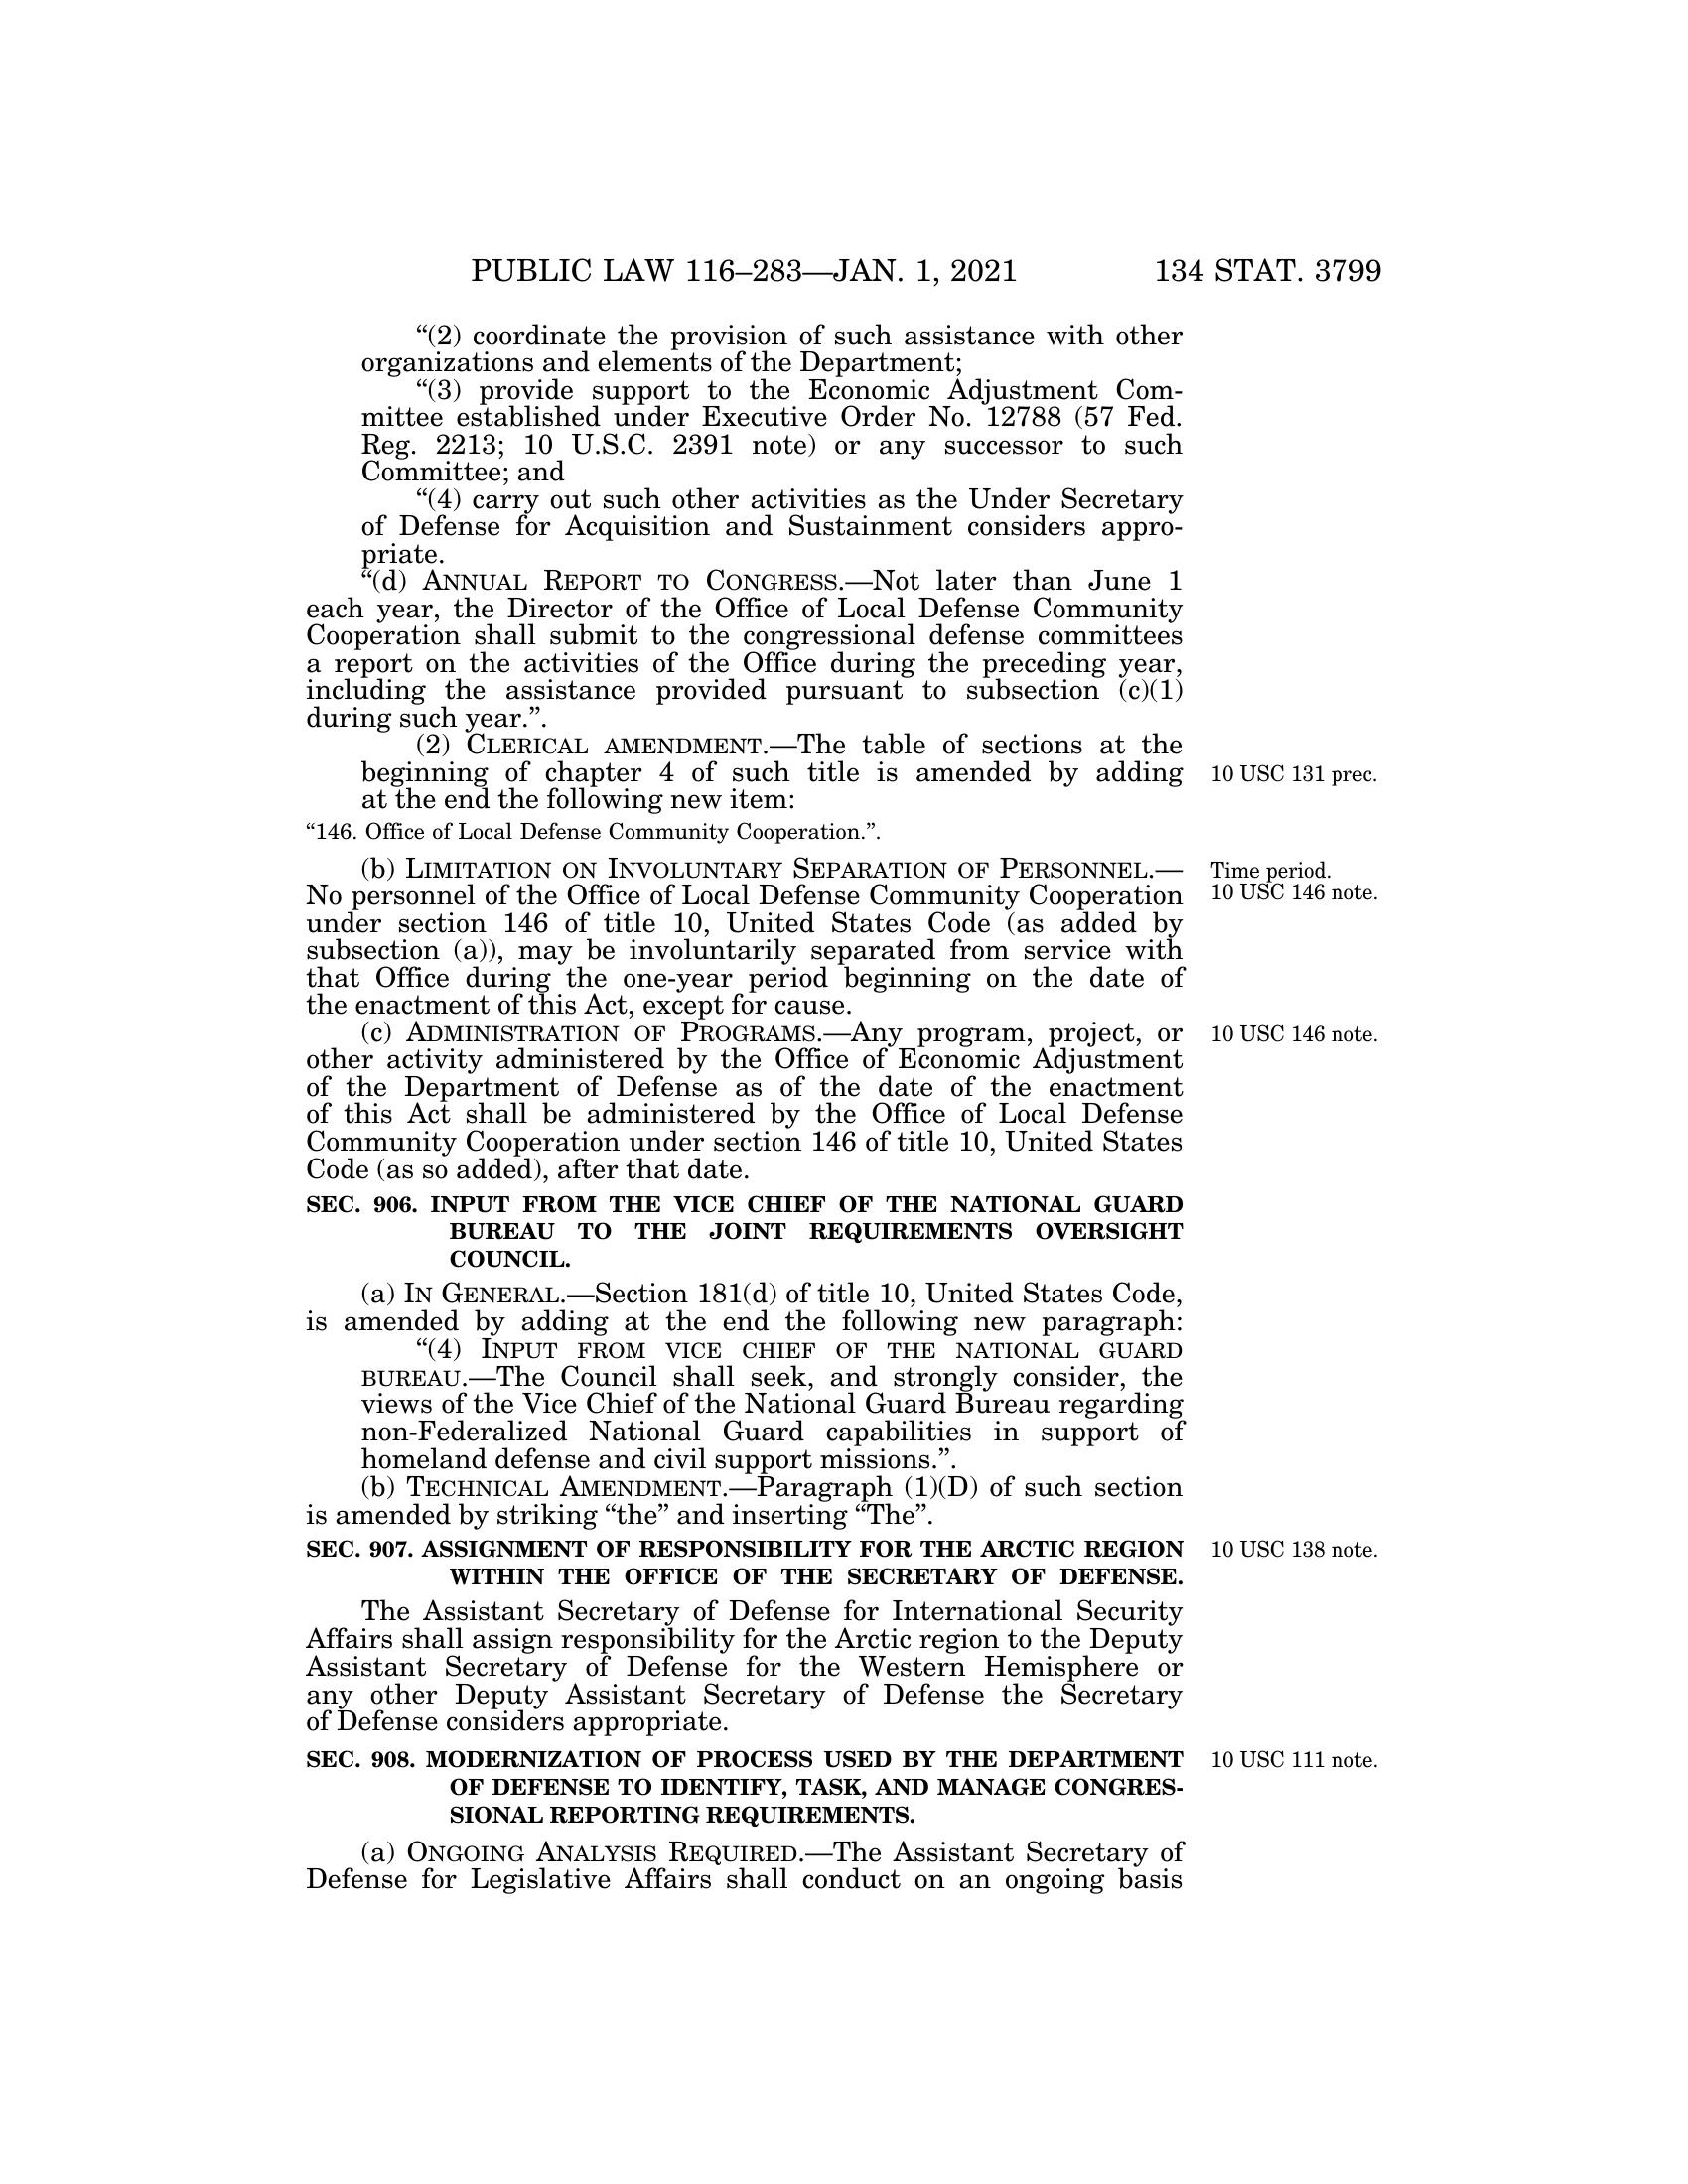 PUBLIC LAW 116–283—JAN. 1, 2021 134 STAT. 3799
“(2) coordinate the provision of such assistance with other
organizations and elements of the Department;
“(3) provide support to the Economic Adjustment Com-
mittee established under Executive Order No. 12788 (57 Fed.
Reg. 2213; 10 U.S.C. 2391 note) or any successor to such
Committee; and
“(4) carry out such other activities as the Under Secretary
of Defense for Acquisition and Sustainment considers appro-
priate.
“(d) ANNUAL REPORT TO CONGRESS.—Not later than June 1
each year, the Director of the Office of Local Defense Community
Cooperation shall submit to the congressional defense committees
a report on the activities of the Office during the preceding year,
including the assistance provided pursuant to subsection (c)(1)
during such year.”.
(2) CLERICAL AMENDMENT.—The table of sections at the
beginning of chapter 4 of such title is amended by adding
at the end the following new item:
10 USC 131 prec.
“146. Office of Local Defense Community Cooperation.”.
(b) LIMITATION ON INVOLUNTARY SEPARATION OF PERSONNEL.—
No personnel of the Office of Local Defense Community Cooperation
under section 146 of title 10, United States Code (as added by
subsection (a)), may be involuntarily separated from service with
that Office during the one-year period beginning on the date of
the enactment of this Act, except for cause.
Time period.
10 USC 146 note.
(c) ADMINISTRATION OF PROGRAMS.—Any program, project, or
other activity administered by the Office of Economic Adjustment
of the Department of Defense as of the date of the enactment
of this Act shall be administered by the Office of Local Defense
Community Cooperation under section 146 of title 10, United States
Code (as so added), after that date.
10 USC 146 note.
SEC. 906. INPUT FROM THE VICE CHIEF OF THE NATIONAL GUARD
BUREAU TO THE JOINT REQUIREMENTS OVERSIGHT
COUNCIL.
(a) IN GENERAL.—Section 181(d) of title 10, United States Code,
is amended by adding at the end the following new paragraph:
“(4) INPUT FROM VICE CHIEF OF THE NATIONAL GUARD
BUREAU.—The Council shall seek, and strongly consider, the
views of the Vice Chief of the National Guard Bureau regarding
non-Federalized National Guard capabilities in support of
homeland defense and civil support missions.”.
(b) TECHNICAL AMENDMENT.—Paragraph (1)(D) of such section
is amended by striking “the” and inserting “The”.
SEC. 907. ASSIGNMENT OF RESPONSIBILITY FOR THE ARCTIC REGION
WITHIN THE OFFICE OF THE SECRETARY OF DEFENSE.
10 USC 138 note.
The Assistant Secretary of Defense for International Security
Affairs shall assign responsibility for the Arctic region to the Deputy
Assistant Secretary of Defense for the Western Hemisphere or
any other Deputy Assistant Secretary of Defense the Secretary
of Defense considers appropriate.
SEC. 908. MODERNIZATION OF PROCESS USED BY THE DEPARTMENT
OF DEFENSE TO IDENTIFY, TASK, AND MANAGE CONGRES-
SIONAL REPORTING REQUIREMENTS.
10 USC 111 note.
(a) ONGOING ANALYSIS REQUIRED.—The Assistant Secretary of
Defense for Legislative Affairs shall conduct on an ongoing basis